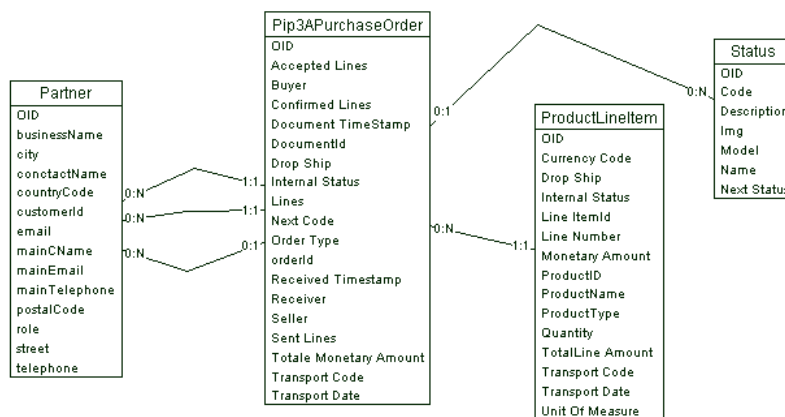 Partner
OID
businessName
city
conctactName
countryCode
customerId
email
mainCName
mainEmail
mainTelephone
postalCode
role
street
telephone
0:N
0:N
0:N
1:1
1:1
0:1
Pip3APurchaseOrder
OID
Accepted Lines
Buyer
Confirmed Lines
Document TimeStamp
DocumentId
Drop Ship
Internal Status
Lines
Next Code
Order Type
orderId
Received Timestamp
Receiver
Seller
Sent Lines
Totale Monetary Amount
Transport Code
Transport Date
0:1
0:N
0:N
1:1
ProductLineItem
OID
Currency Code
Drop Ship
Internal Status
Line ItemId
Line Number
Monetary Amount
ProductID
ProductName
ProductType
Quantity
TotalLine Amount
Transport Code
Transport Date
Unit Of Measure
Status
OID
Code
Description
Img
Model
Name
Next Status